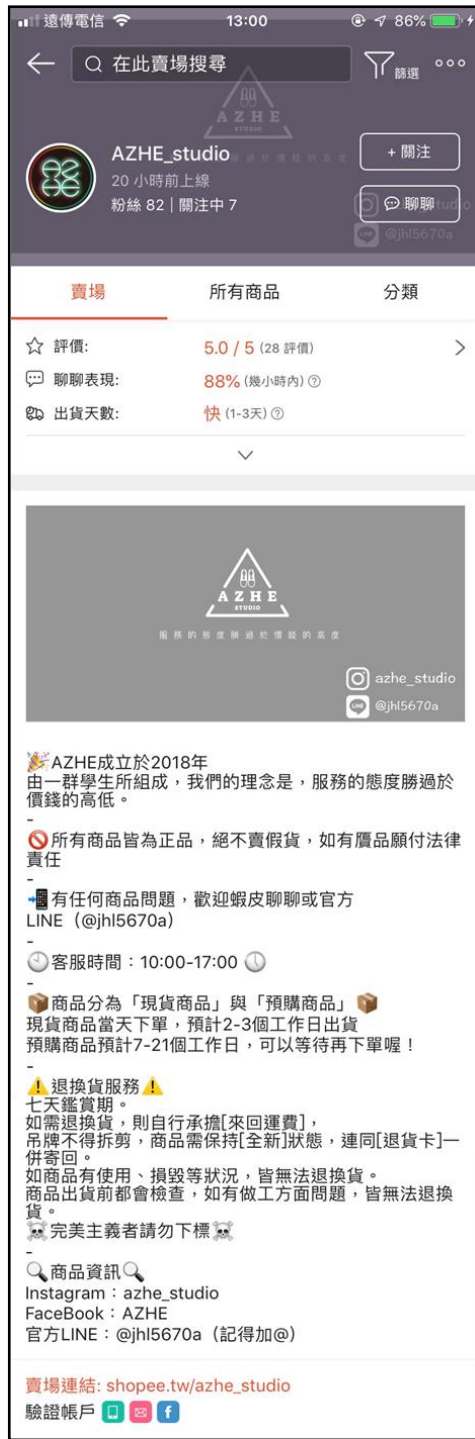 遠傳電信 13:00 86%
在此賣場搜尋 篩選
AZHE
STUDIO
AZHE_studio
20 小時前上線
粉絲 82 | 關注中 7
+ 關注
聊聊
@jhl5670a
賣場 所有商品 分類
評價: 5.0 / 5 (28 評價)
聊聊表現: 88% (幾小時內)
出貨天數: 快 (1-3天)
AZHE
STUDIO
服務的態度勝過於價錢的高度
azhe_studio
@jhl5670a
🎉AZHE成立於2018年
由一群學生所組成，我們的理念是，服務的態度勝過於
價錢的高低。
-
🚫所有商品皆為正品，絕不賣假貨，如有贗品願付法律
責任
-
📲有任何商品問題，歡迎蝦皮聊聊或官方
LINE（@jhl5670a）
-
🕙客服時間：10:00-17:00 🕔
-
📦商品分為「現貨商品」與「預購商品」📦
現貨商品當天下單，預計2-3個工作日出貨
預購商品預計7-21個工作日，可以等待再下單喔！
-
⚠️退換貨服務⚠️
七天鑑賞期。
如需退換貨，則自行承擔[來回運費]，
吊牌不得拆剪，商品需保持[全新]狀態，連同[退貨卡]一
併寄回。
如商品有使用、損毀等狀況，皆無法退換貨。
商品出貨前都會檢查，如有做工方面問題，皆無法退換
貨。
☠️完美主義者請勿下標☠️
-
🔍商品資訊🔍
Instagram：azhe_studio
FaceBook：AZHE
官方LINE：@jhl5670a（記得加@）
賣場連結: shopee.tw/azhe_studio
驗證帳戶